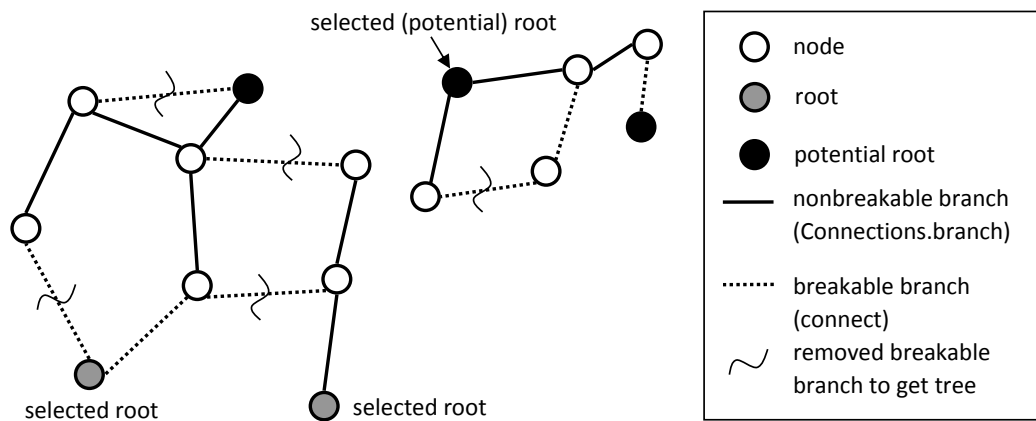 selected (potential) root
selected root
selected root
node
root
potential root
nonbreakable branch
(Connections.branch)
breakable branch
(connect)
removed breakable
branch to get tree